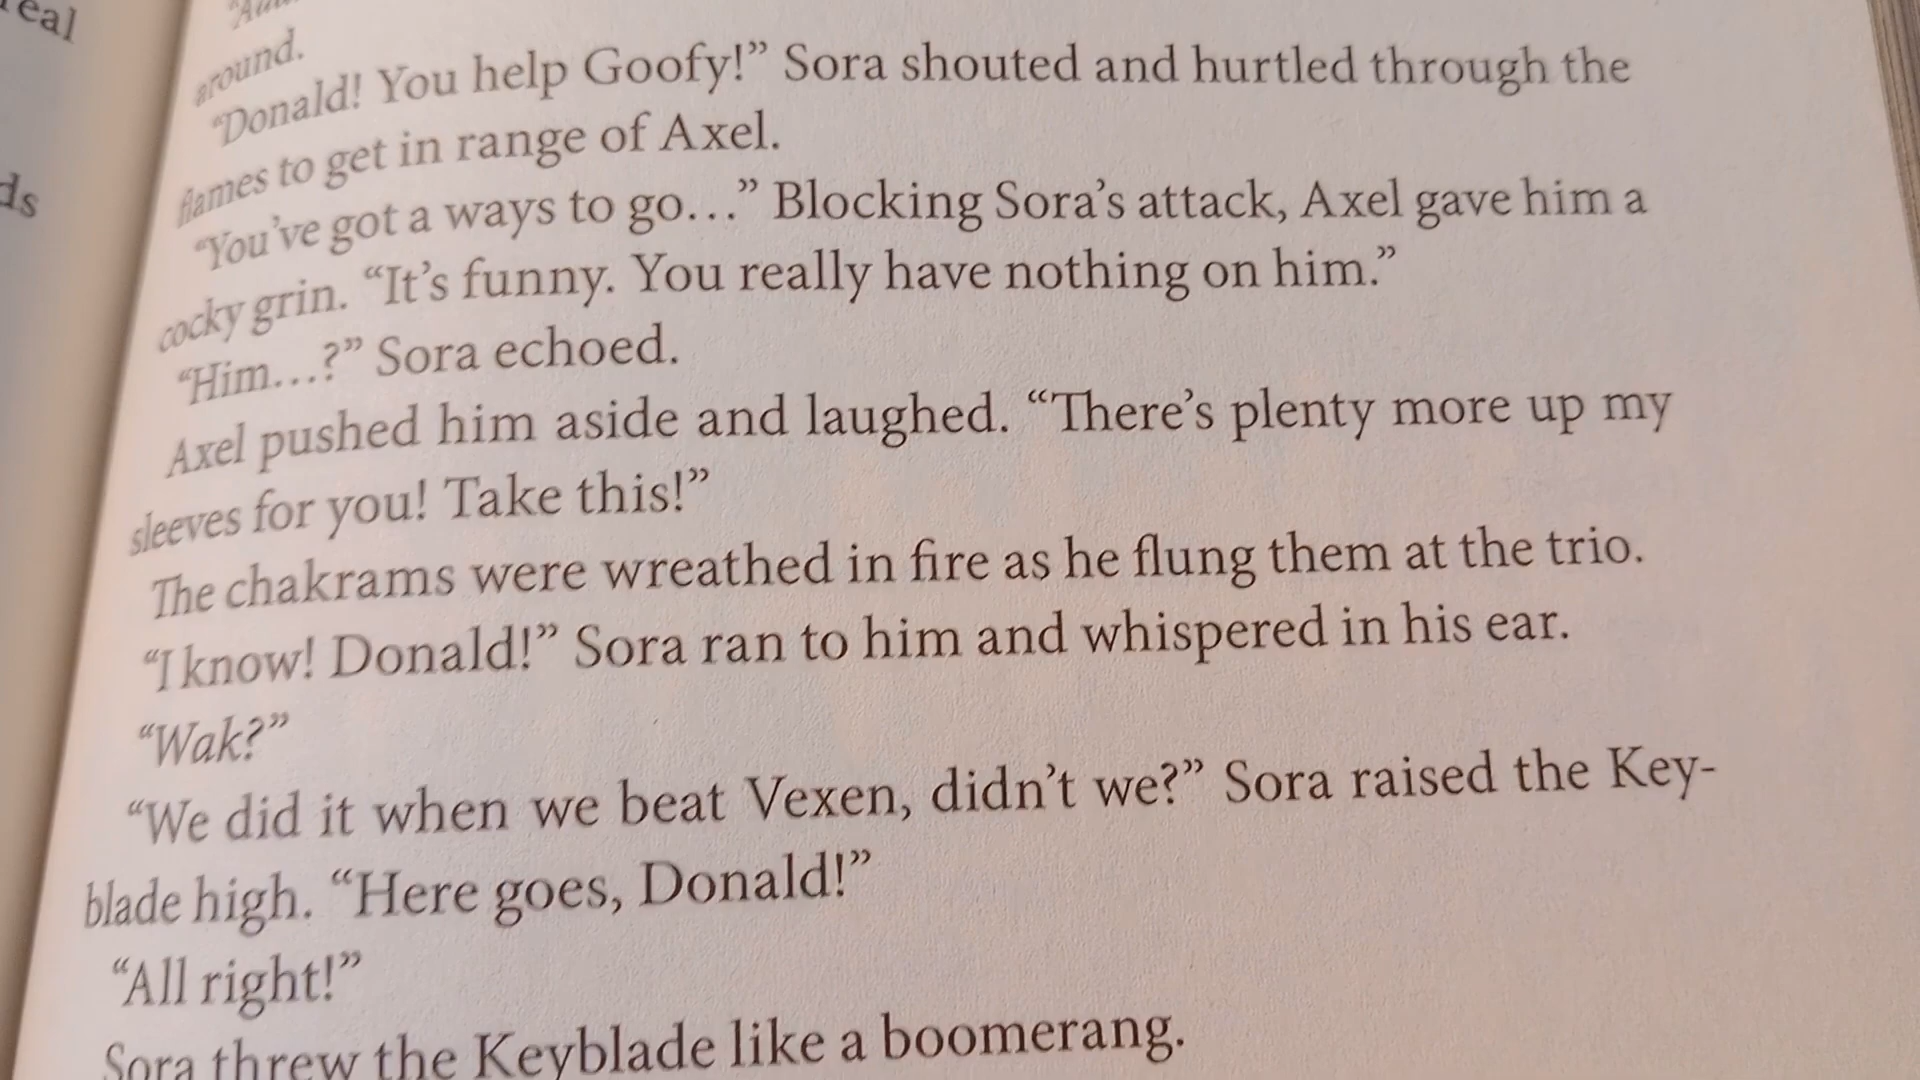 around.
“Donald! You help Goofy!” Sora shouted and hurtled through the
flames to get in range of Axel.
“You’ve got a ways to go…” Blocking Sora’s attack, Axel gave him a
cocky grin. “It’s funny. You really have nothing on him.”
“Him…?” Sora echoed.
Axel pushed him aside and laughed. “There’s plenty more up my
sleeves for you! Take this!”
The chakrams were wreathed in fire as he flung them at the trio.
“I know! Donald!” Sora ran to him and whispered in his ear.
“Wak?”
“We did it when we beat Vexen, didn’t we?” Sora raised the Key-
blade high. “Here goes, Donald!”
“All right!”
Sora threw the Keyblade like a boomerang.